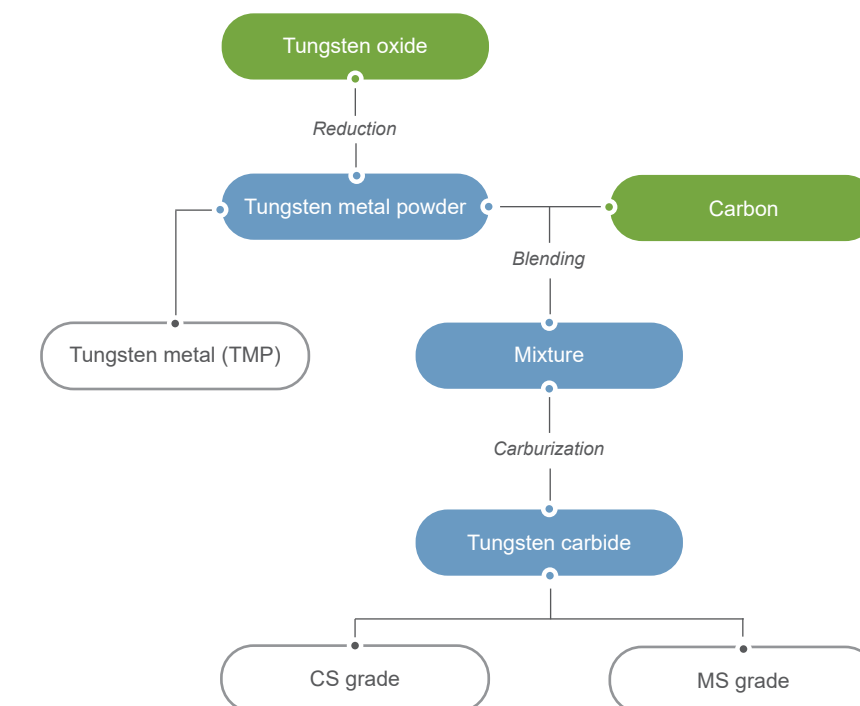 Tungsten oxide
Reduction
Tungsten metal powder
Carbon
Blending
Tungsten metal (TMP)
Mixture
Carburization
Tungsten carbide
CS grade
MS grade